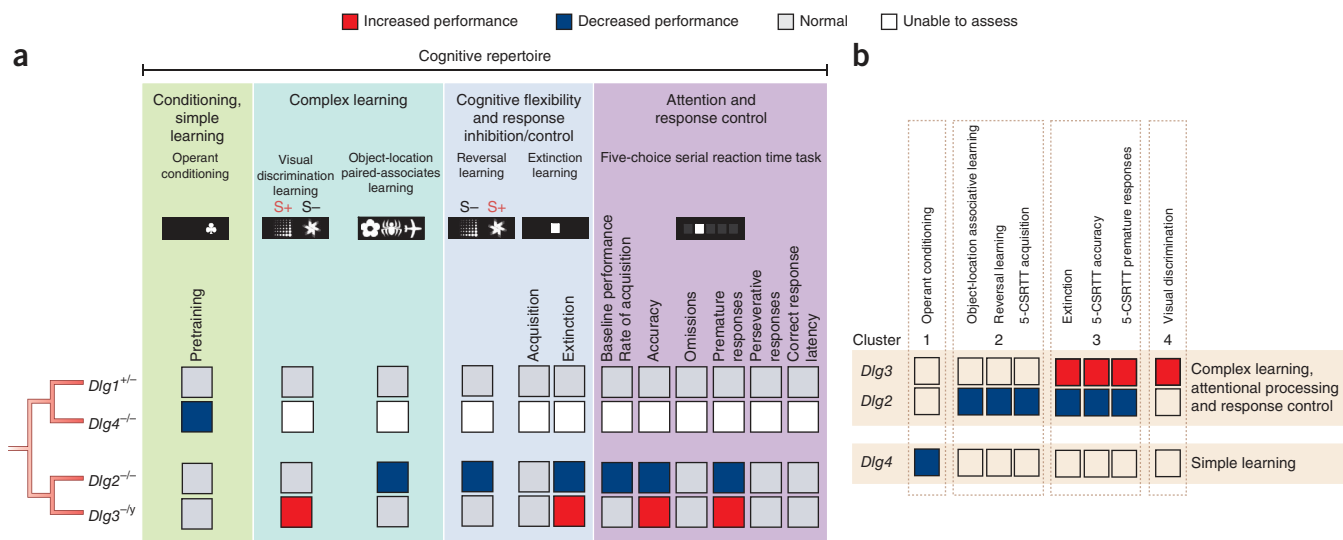 Increased performance
Decreased performance
Normal
Unable to assess
a
Cognitive repertoire
Conditioning,
simple
learning
Complex learning
Cognitive flexibility
and response
inhibition/control
Attention and
response control
Operant
conditioning
Visual
discrimination
learning
S+ S–
Object-location
paired-associates
learning
Reversal
learning
S– S+
Extinction
learning
Five-choice serial reaction time task
Pretraining
Acquisition
Extinction
Baseline performance
Rate of acquisition
Accuracy
Omissions
Premature
responses
Perseverative
responses
Correct response
latency
Dlg1+/–
Dlg4–/–
Dlg2–/–
Dlg3–/y
b
Operant conditioning
Object-location associative learning
Reversal learning
5-CSRTT acquisition
Extinction
5-CSRTT accuracy
5-CSRTT premature responses
Visual discrimination
Cluster 1 2 3 4
Dlg3
Dlg2
Complex learning,
attentional processing
and response control
Dlg4
Simple learning